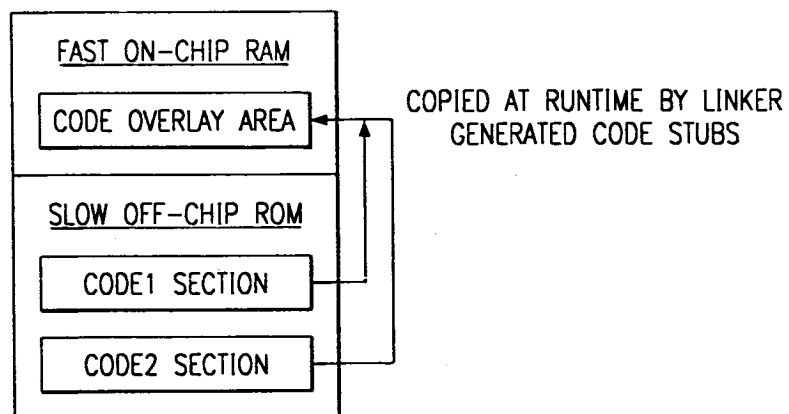 FAST ON-CHIP RAM
CODE OVERLAY AREA
COPIED AT RUNTIME BY LINKER
GENERATED CODE STUBS
SLOW OFF-CHIP ROM
CODE1 SECTION
CODE2 SECTION